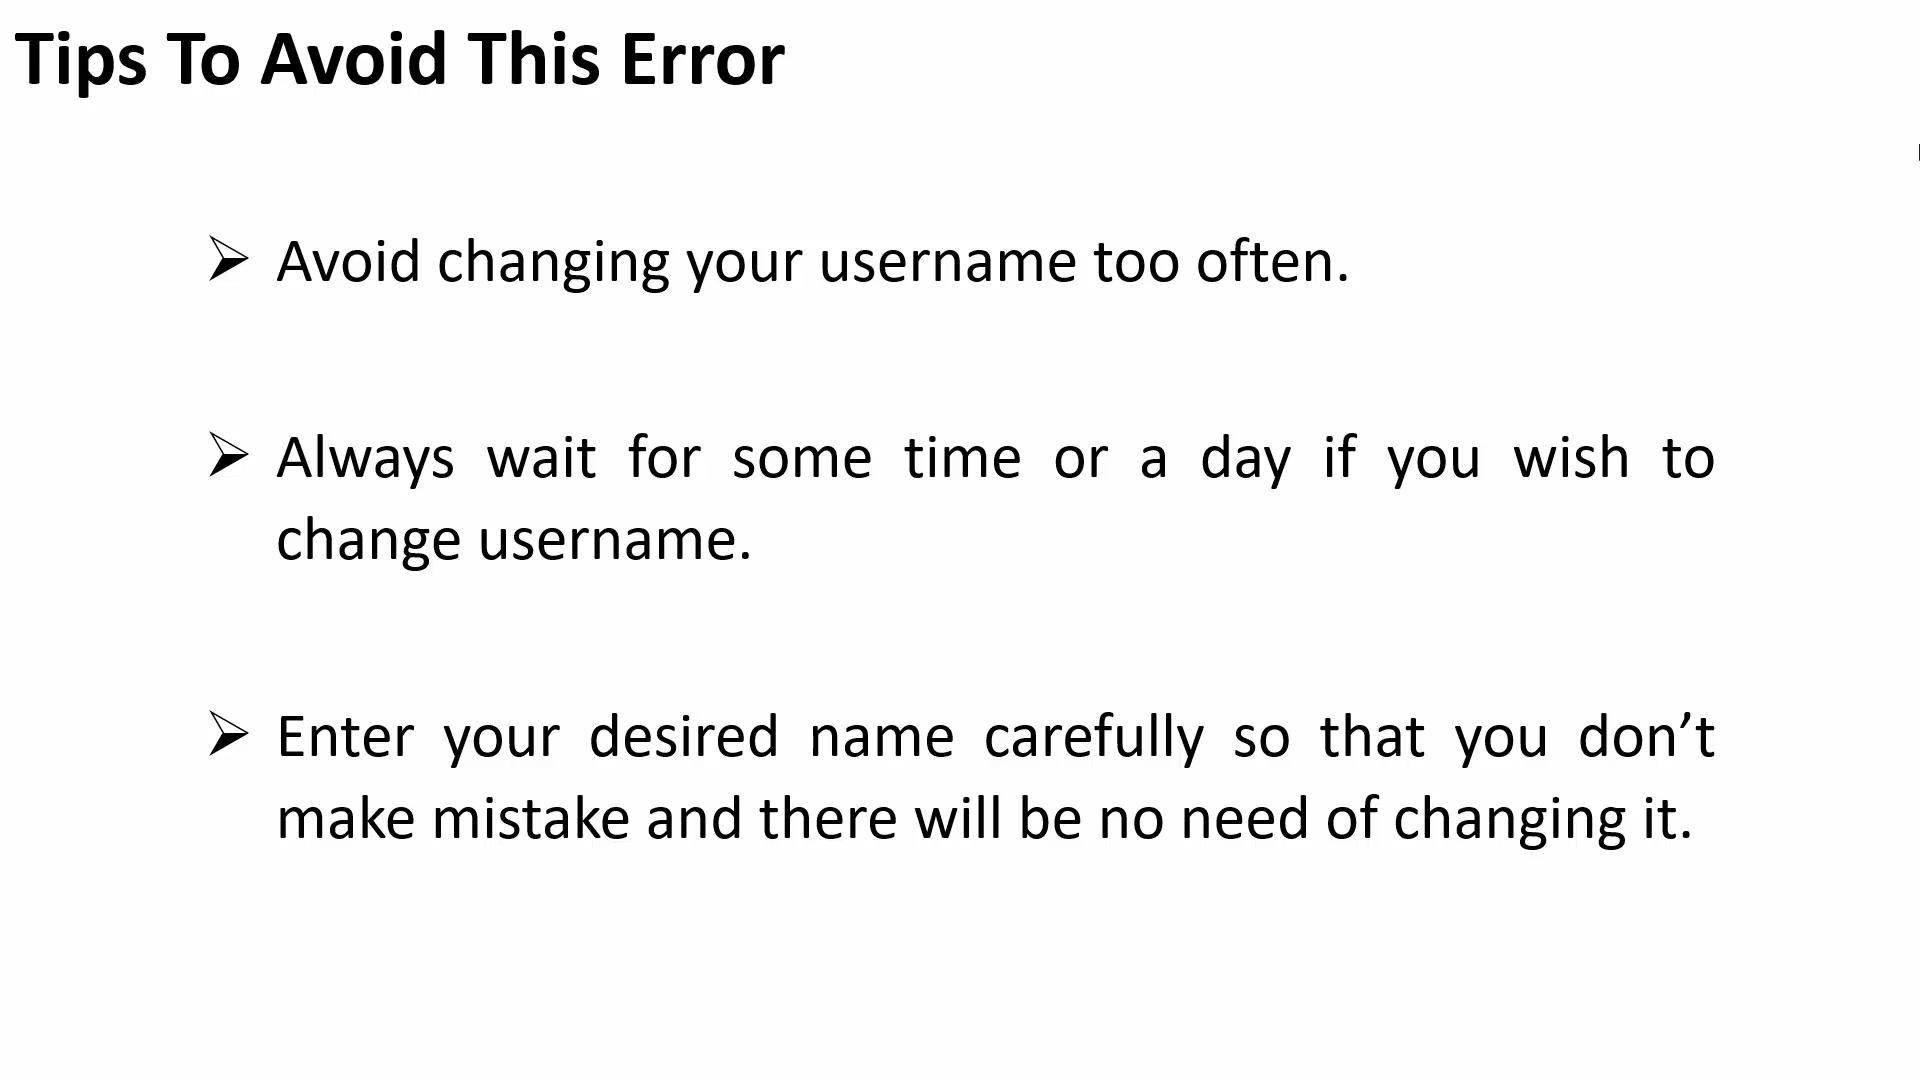 Tips To Avoid This Error
➢ Avoid changing your username too often.
➢ Always wait for some time or a day if you wish to
change username.
➢ Enter your desired name carefully so that you don’t
make mistake and there will be no need of changing it.